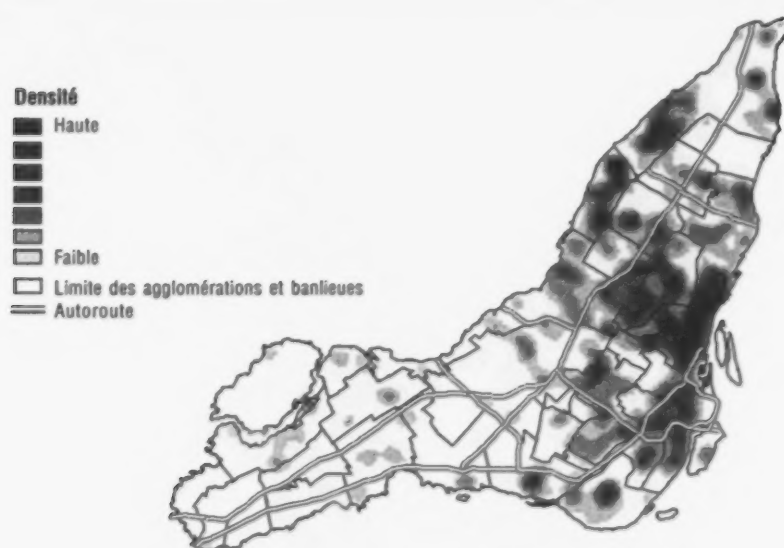 Densité
Haute
Faible
Limite des agglomérations et banlieues
Autoroute